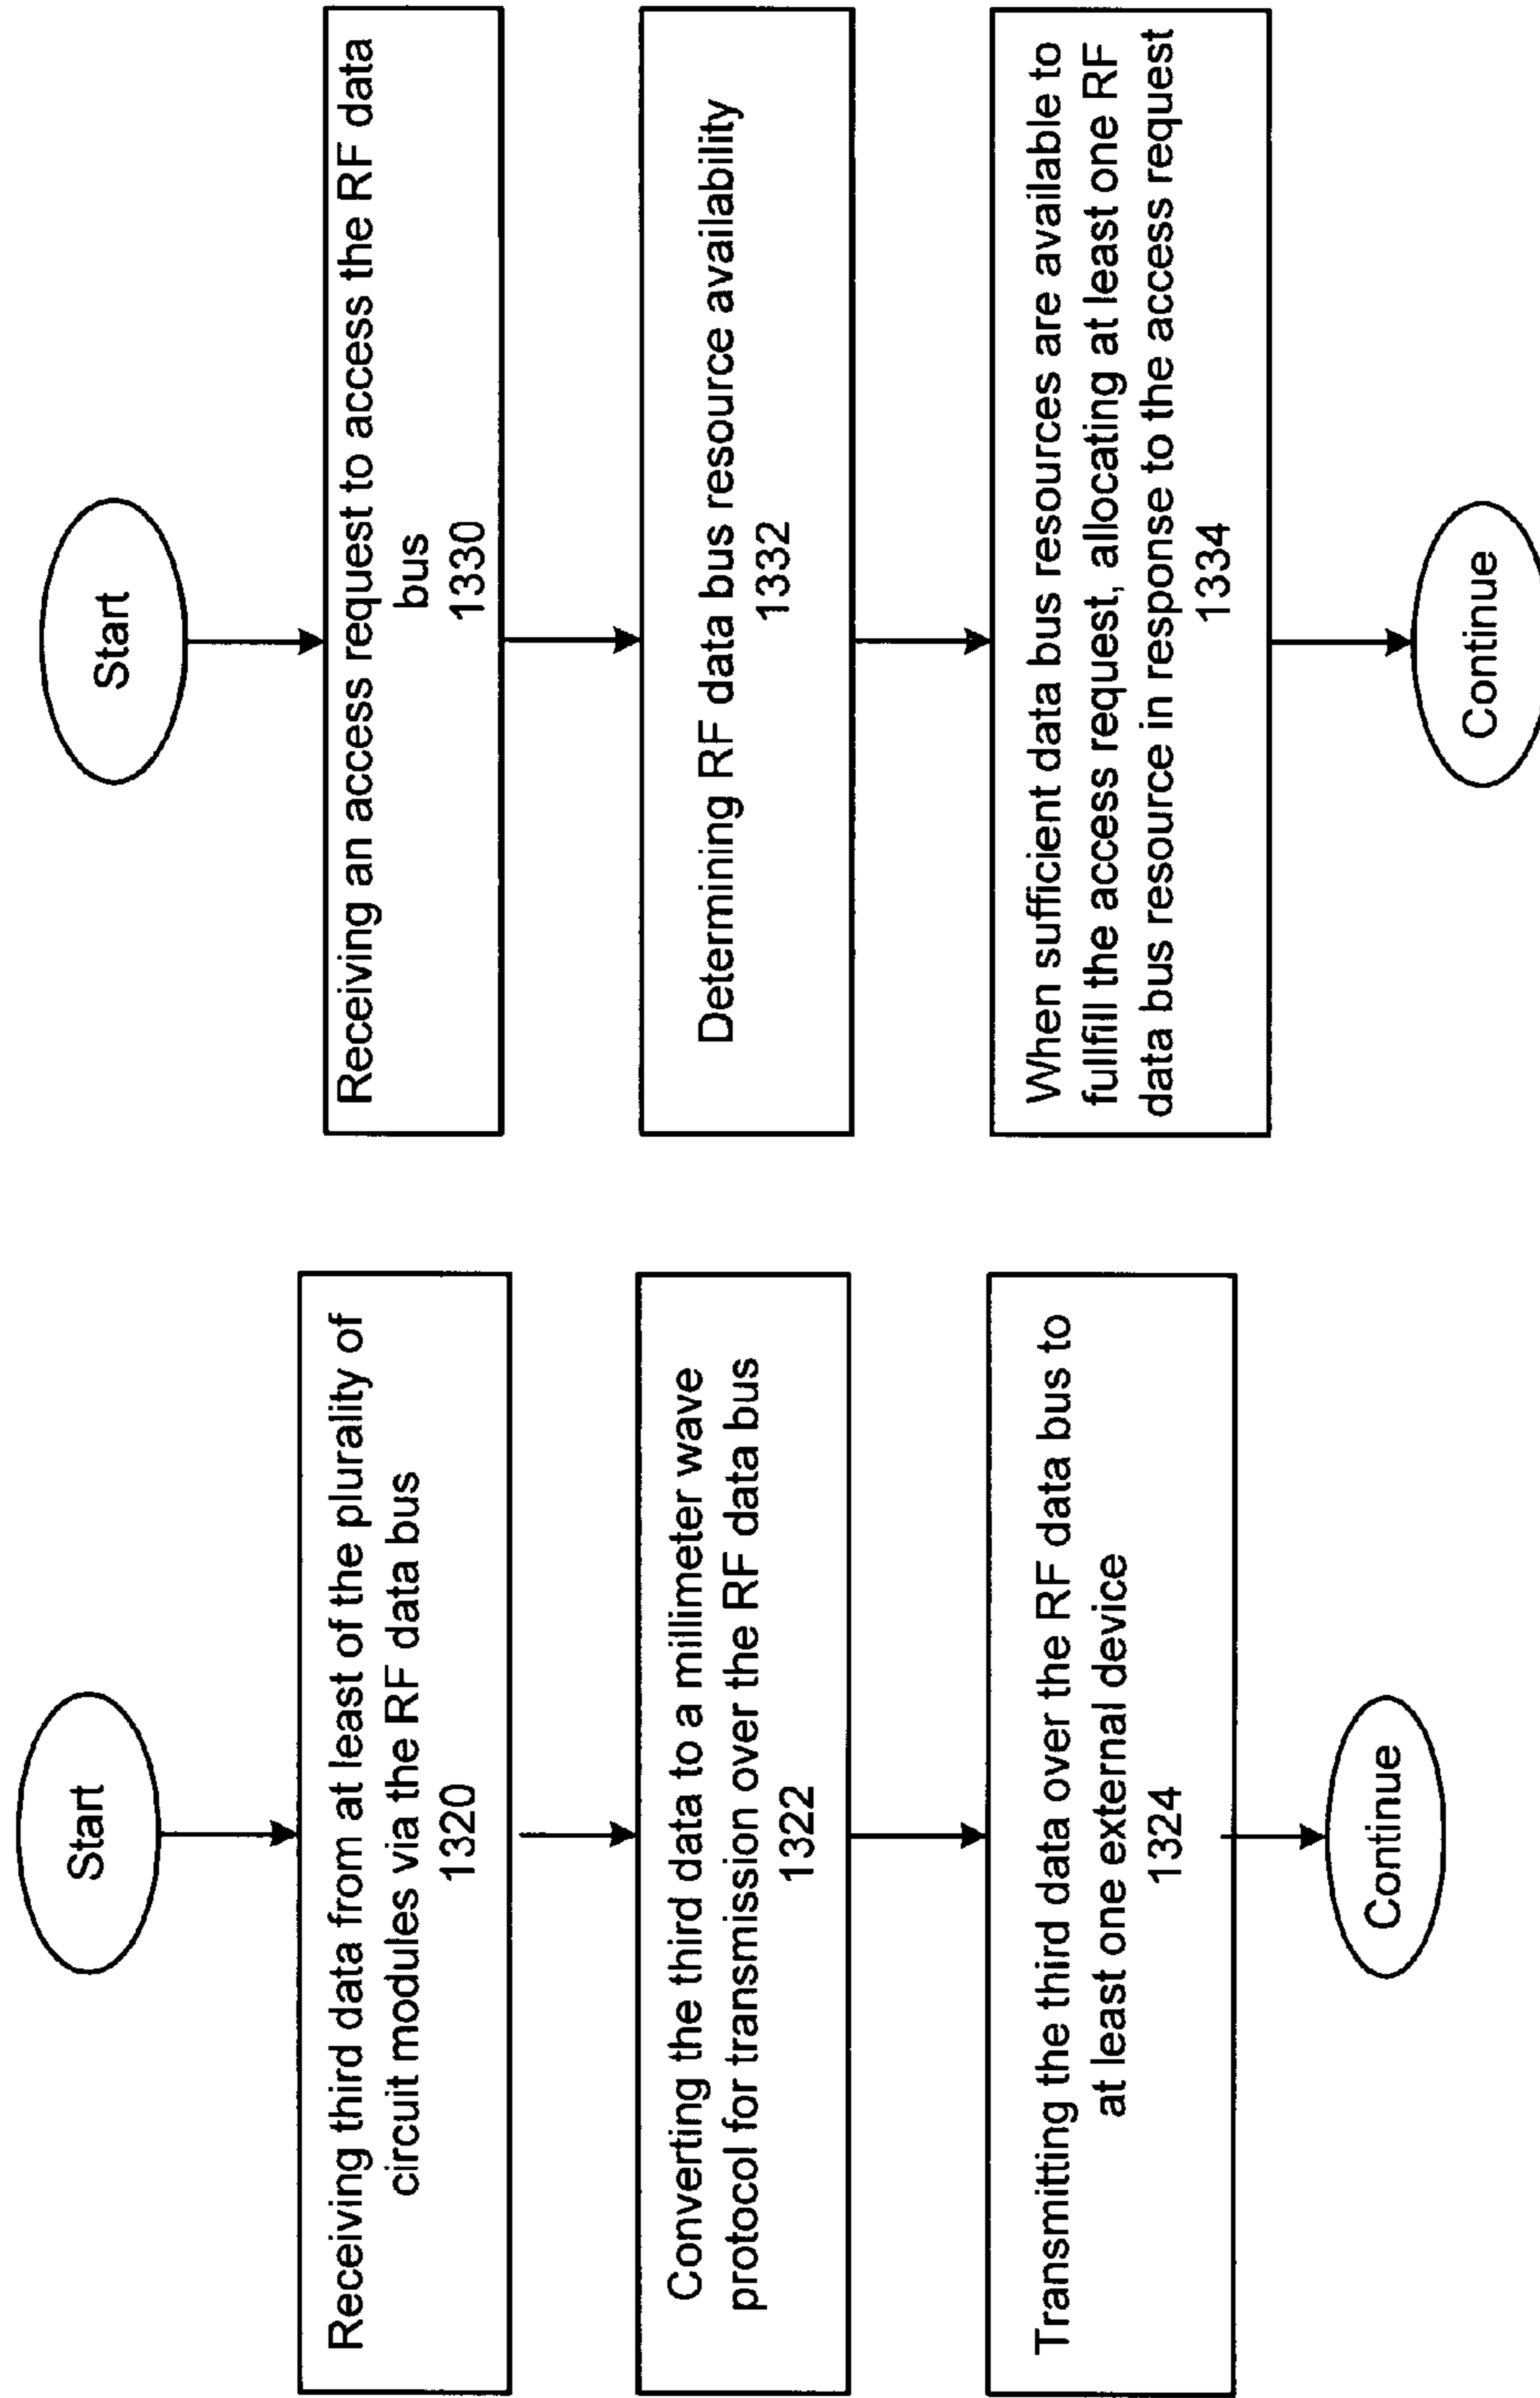 Start
Receiving third data from at least of the plurality of
circuit modules via the RF data bus
1320
Converting the third data to a millimeter wave
protocol for transmission over the RF data bus
1322
Transmitting the third data over the RF data bus to
at least one external device
1324
Continue
Start
Receiving an access request to access the RF data
bus
1330
Determining RF data bus resource availability
1332
When sufficient data bus resources are available to
fullfill the access request, allocating at least one RF
data bus resource in response to the access request
1334
Continue